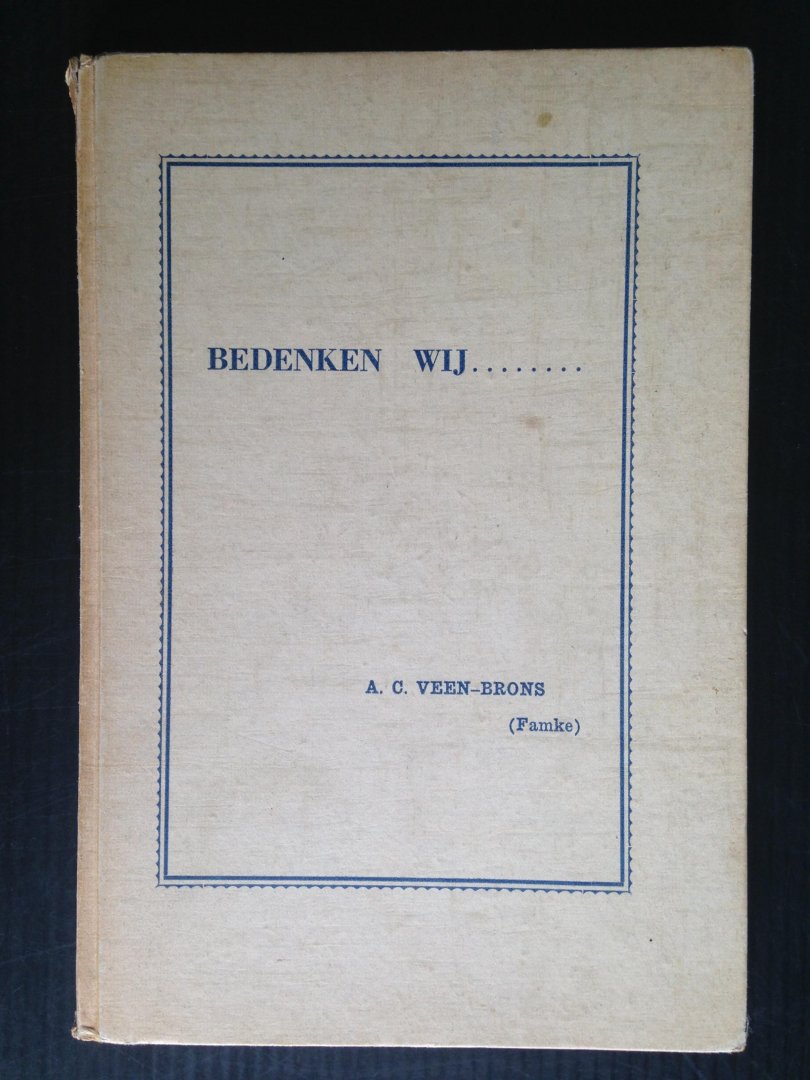 BEDENKEN WIJ........
A. C. VEEN-BRONS
(Famke)